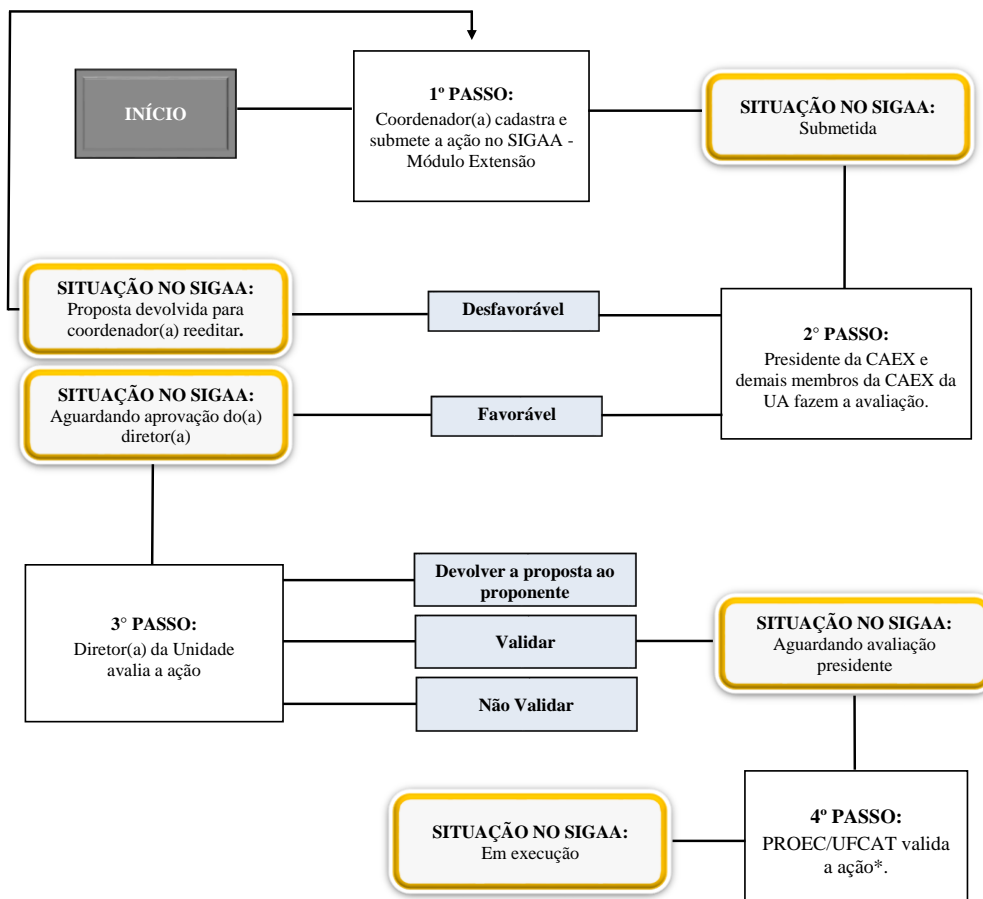 INÍCIO
1º PASSO:
Coordenador(a) cadastra e
submete a ação no SIGAA -
Módulo Extensão
SITUAÇÃO NO SIGAA:
Submetida
SITUAÇÃO NO SIGAA:
Proposta devolvida para
coordenador(a) reeditar.
Desfavorável
2° PASSO:
Presidente da CAEX e
demais membros da CAEX da
UA fazem a avaliação.
SITUAÇÃO NO SIGAA:
Aguardando aprovação do(a)
diretor(a)
Favorável
3° PASSO:
Diretor(a) da Unidade
avalia a ação
Devolver a proposta ao
proponente
Validar
Não Validar
SITUAÇÃO NO SIGAA:
Aguardando avaliação
presidente
4º PASSO:
PROEC/UFCAT valida
a ação*.
SITUAÇÃO NO SIGAA:
Em execução